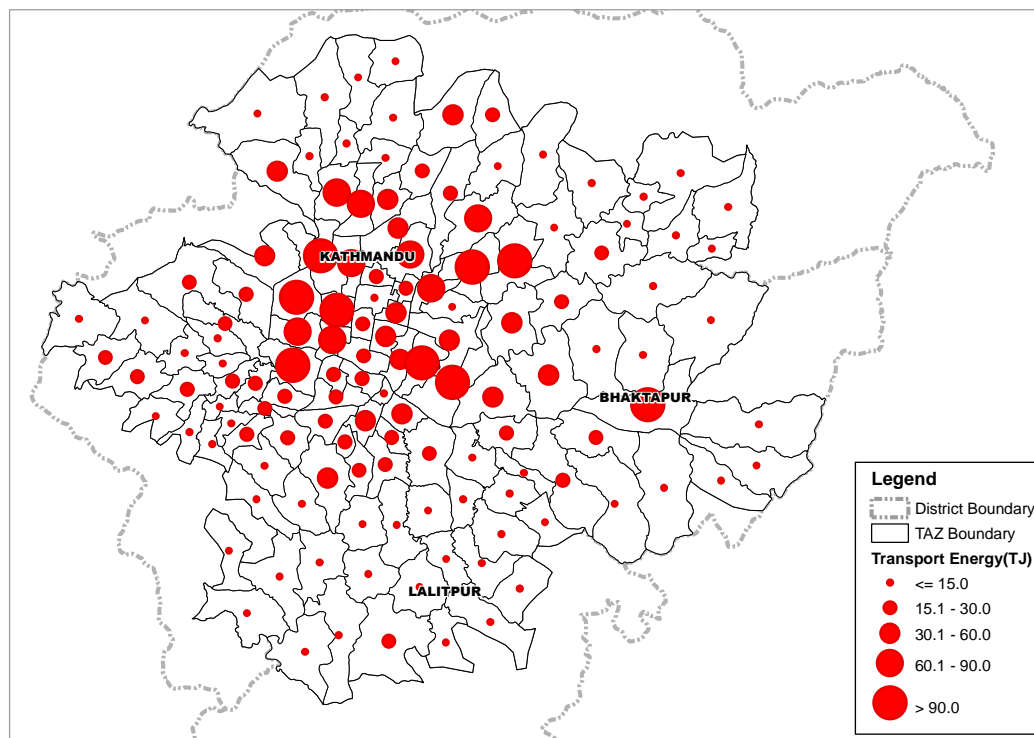 KATHMANDU
BHAKTAPUR
LALITPUR
Legend
District Boundary
TAZ Boundary
Transport Energy(TJ)
<= 15.0
15.1 - 30.0
30.1 - 60.0
60.1 - 90.0
> 90.0